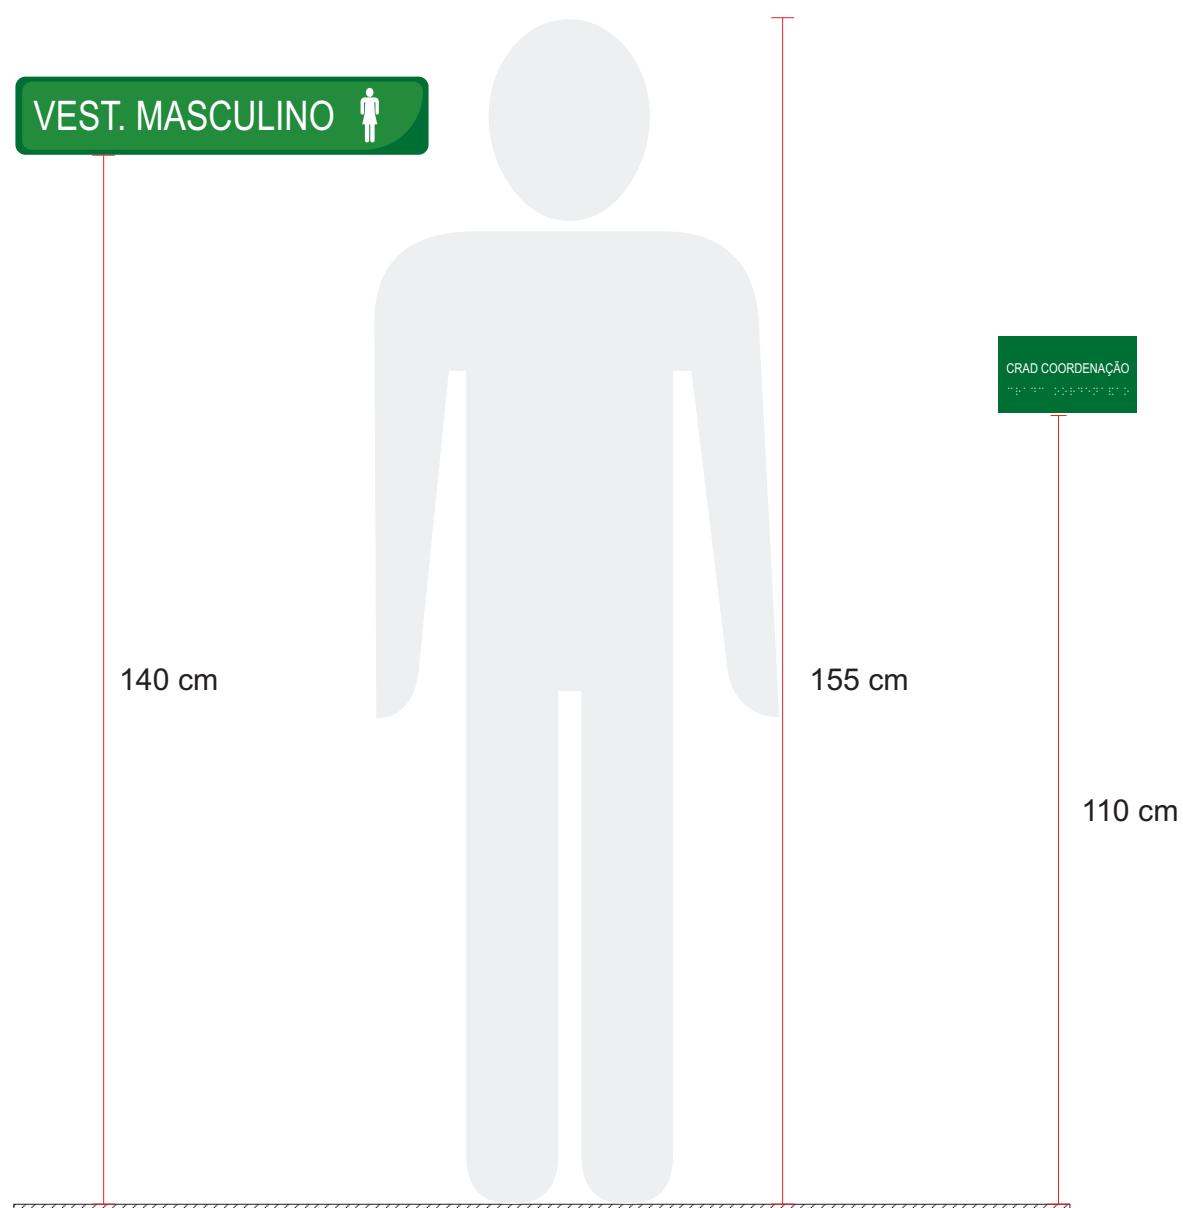 VEST. MASCULINO
CRAD COORDENAÇÃO
140 cm
155 cm
110 cm